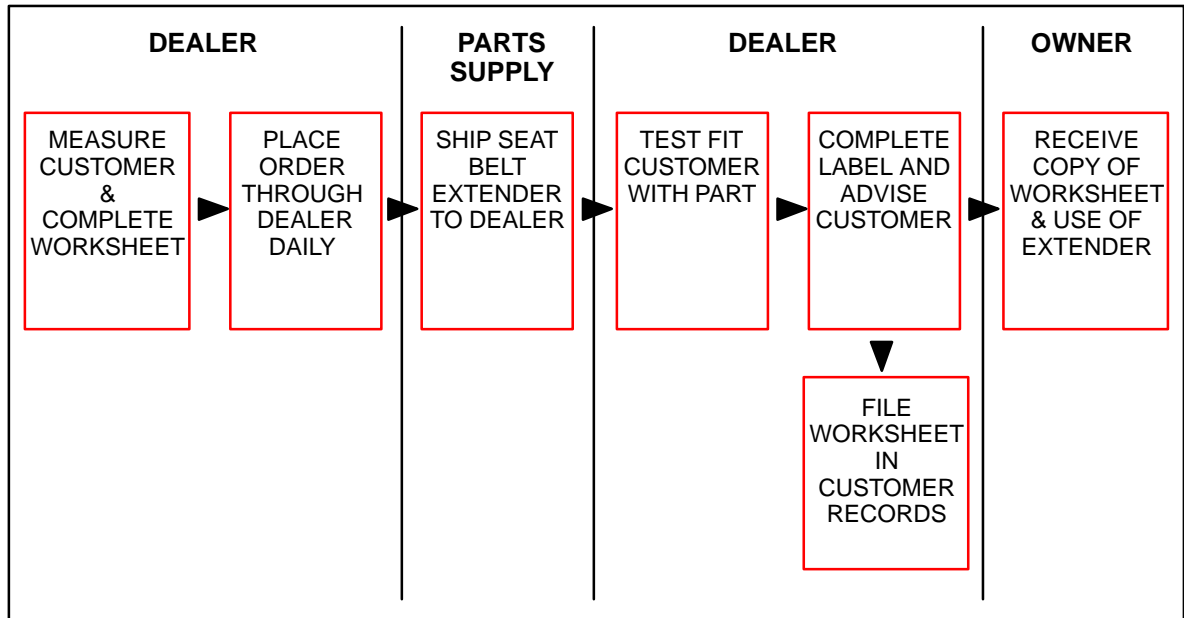 DEALER
PARTS
SUPPLY
DEALER
OWNER
MEASURE
CUSTOMER
&
COMPLETE
WORKSHEET
PLACE
ORDER
THROUGH
DEALER
DAILY
SHIP SEAT
BELT
EXTENDER
TO DEALER
TEST FIT
CUSTOMER
WITH PART
COMPLETE
LABEL AND
ADVISE
CUSTOMER
RECEIVE
COPY OF
WORKSHEET
& USE OF
EXTENDER
FILE
WORKSHEET
IN
CUSTOMER
RECORDS